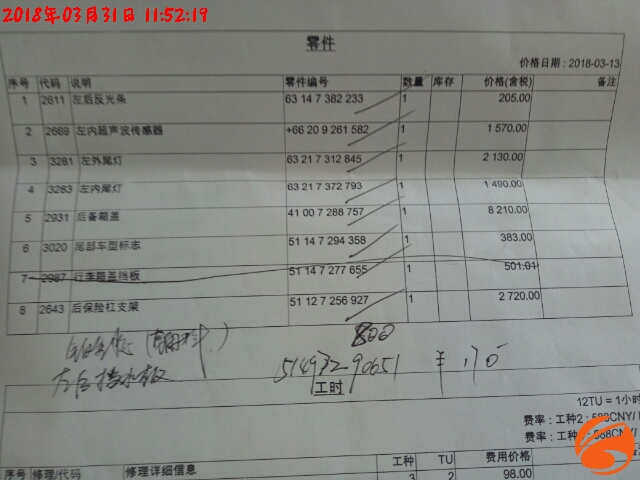 2018年03月31日 11:52:19
零件
价格日期 : 2018-03-13
序号 代码 说明 零件编号 数量 库存 价格(含税) 备注
1 2611 左后反光条 63 14 7 382 233 1 205.00
2 2669 左内超声波传感器 +66 20 9 261 582 1 1 570.00
3 3281 左外尾灯 63 21 7 312 845 1 2 130.00
4 3283 左内尾灯 63 21 7 372 793 1 1 490.00
5 2931 后备箱盖 41 00 7 288 757 1 8 210.00
6 3020 尾部车型标志 51 14 7 294 358 1 383.00
7 2987 行李箱盖挡板 51 14 7 277 655 1 501.01
8 2643 后保险杠支架 51 12 7 256 927 1 2 720.00
800
左后挡水板 51493290651 ¥170
工时
12TU = 1小时
费率 : 工种2 : 588CNY/
费率 : 工种 : 588CNY/
序号 修理/代码 修理详细信息 工种 TU 费用价格
3 2 98.00